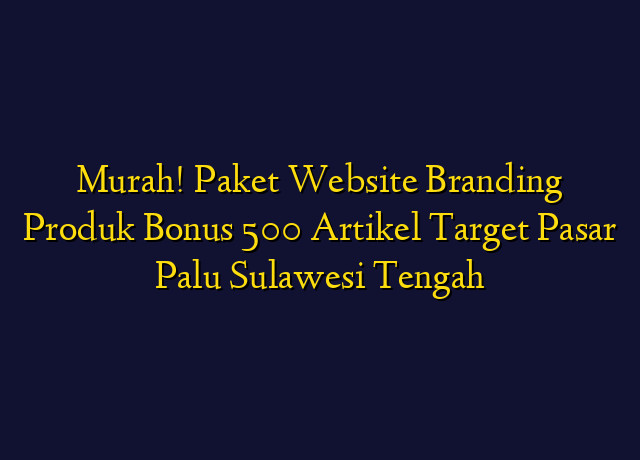 Murah! Paket Website Branding
Produk Bonus 500 Artikel Target Pasar
Palu Sulawesi Tengah